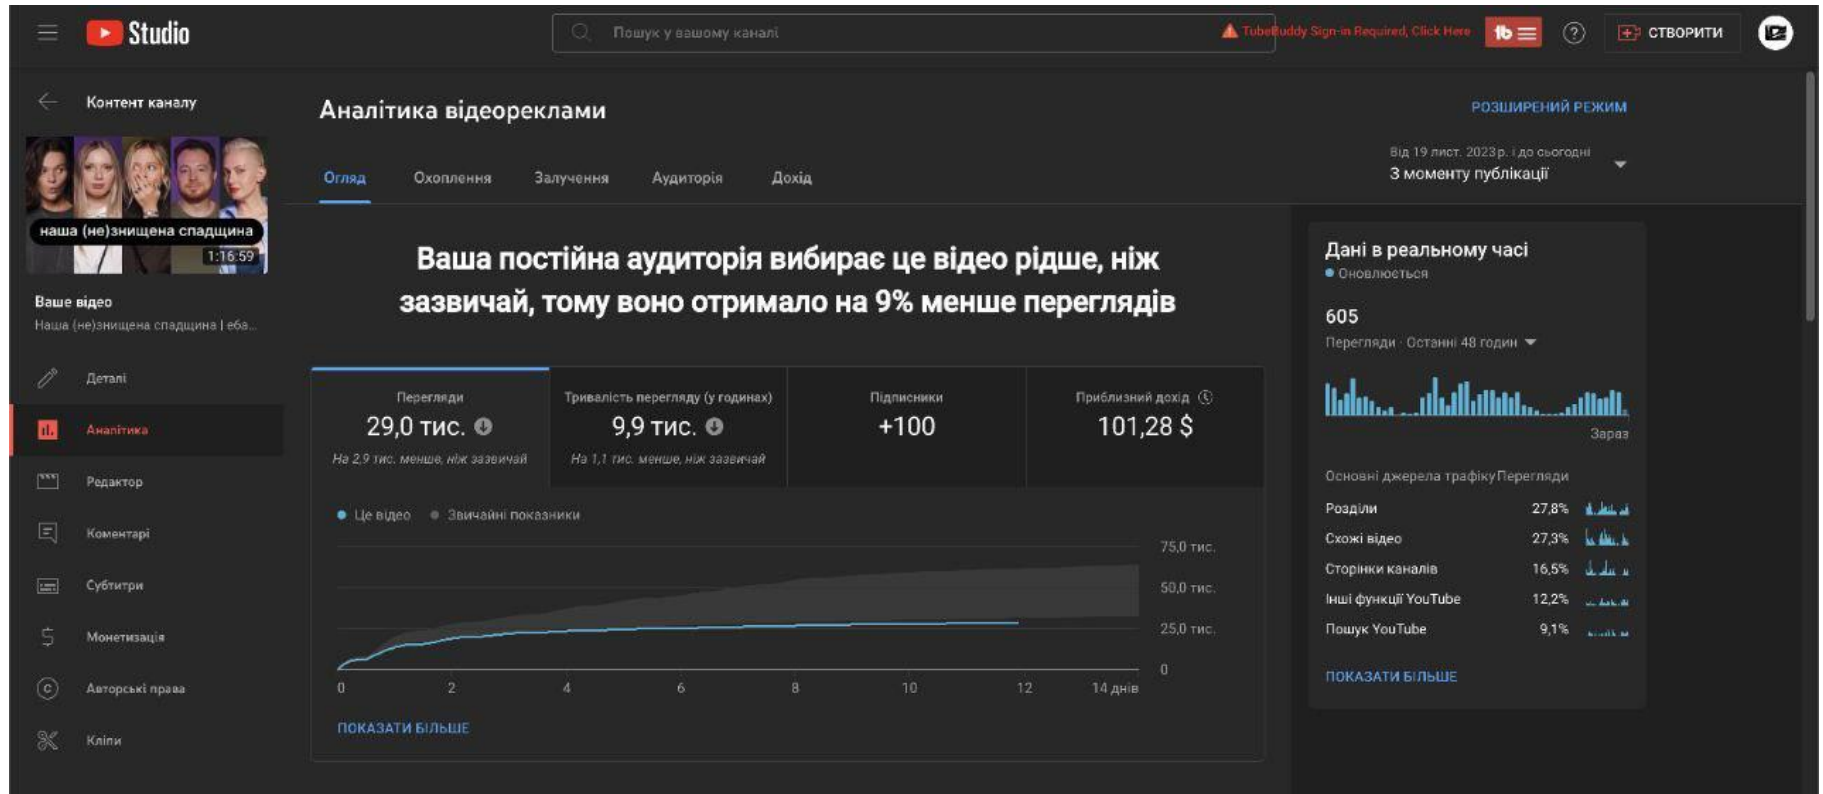 Studio
Пошук у вашому каналі
TubeBuddy Sign-in Required, Click Here
СТВОРИТИ
Контент каналу
наша (не)знищена спадщина
1:16:59
Ваше відео
Наша (не)знищена спадщина | еба...
Деталі
Аналітика
Редактор
Коментарі
Субтитри
Монетизація
Авторські права
Кліпи
Аналітика відеореклами
РОЗШИРЕНИЙ РЕЖИМ
Від 19 лист. 2023 р. і до сьогодні
З моменту публікації
Огляд Охоплення Залучення Аудиторія Дохід
Ваша постійна аудиторія вибирає це відео рідше, ніж
зазвичай, тому воно отримало на 9% менше переглядів
Перегляди
29,0 тис.
На 2,9 тис. менше, ніж зазвичай
Тривалість перегляду (у годинах)
9,9 тис.
На 1,1 тис. менше, ніж зазвичай
Підписники
+100
Приблизний дохід
101,28 $
Це відео Звичайні показники
75,0 тис.
50,0 тис.
25,0 тис.
0
0 2 4 6 8 10 12 14 днів
ПОКАЗАТИ БІЛЬШЕ
Дані в реальному часі
Оновлюється
605
Перегляди · Останні 48 годин
Зараз
Основні джерела трафікуПерегляди
Розділи 27,8%
Схожі відео 27,3%
Сторінки каналів 16,5%
Інші функції YouTube 12,2%
Пошук YouTube 9,1%
ПОКАЗАТИ БІЛЬШЕ